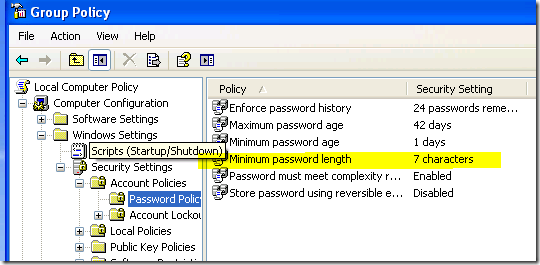 Group Policy
File Action View Help
Local Computer Policy
Computer Configuration
Software Settings
Windows Settings
Scripts (Startup/Shutdown)
Security Settings
Account Policies
Password Policy
Account Lockou
Local Policies
Public Key Policies
Policy Security Setting
Enforce password history 24 passwords reme...
Maximum password age 42 days
Minimum password age 1 days
Minimum password length 7 characters
Password must meet complexity r... Enabled
Store password using reversible e... Disabled